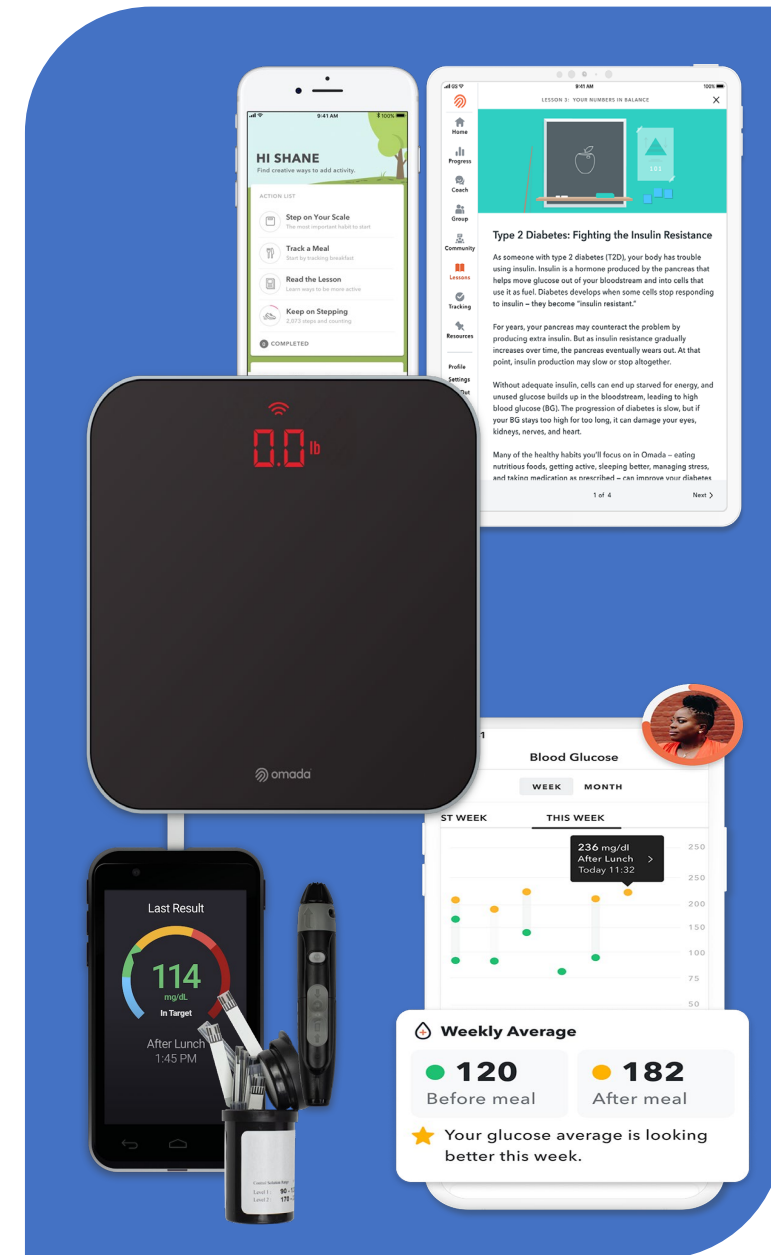 9:41 AM
100%
HI SHANE
Find creative ways to add activity.
ACTION LIST
Step on Your Scale
The most important habit to start
Track a Meal
Start by tracking breakfast
Read the Lesson
Learn ways to be more active
Keep on Stepping
2,073 steps and counting
0 COMPLETED
9:41 AM
100%
LESSON 3: YOUR NUMBERS IN BALANCE
X
Home
Progress
Coach
Group
Community
Lessons
Tracking
Resources
Profile
Settings
101
Type 2 Diabetes: Fighting the Insulin Resistance
As someone with type 2 diabetes (T2D), your body has trouble
using insulin. Insulin is a hormone produced by the pancreas that
helps move glucose out of your bloodstream and into cells that
use it as fuel. Diabetes develops when some cells stop responding
to insulin – they become "insulin resistant."
For years, your pancreas may counteract the problem by
producing extra insulin. But as insulin resistance gradually
increases over time, the pancreas eventually wears out. At that
point, insulin production may slow or stop altogether.
Without adequate insulin, cells can end up starved for energy, and
unused glucose builds up in the bloodstream, leading to high
blood glucose (BG). The progression of diabetes is slow, but if
your BG stays too high for too long, it can damage your eyes,
kidneys, nerves, and heart.
Many of the healthy habits you'll focus on in Omada – eating
nutritious foods, getting active, sleeping better, managing stress,
and taking medication as prescribed – can improve your diabetes
1 of 4
Next >
0.0 lb
omada
Blood Glucose
WEEK MONTH
ST WEEK THIS WEEK
236 mg/dl
After Lunch >
Today 11:32
250
250
200
150
100
75
50
Weekly Average
120
Before meal
182
After meal
Your glucose average is looking
better this week.
Last Result
114
mg/dL
In Target
After Lunch
1:45 PM
Control Solution Range
Level 1 : 90 - 1
Level 2 : 170 -